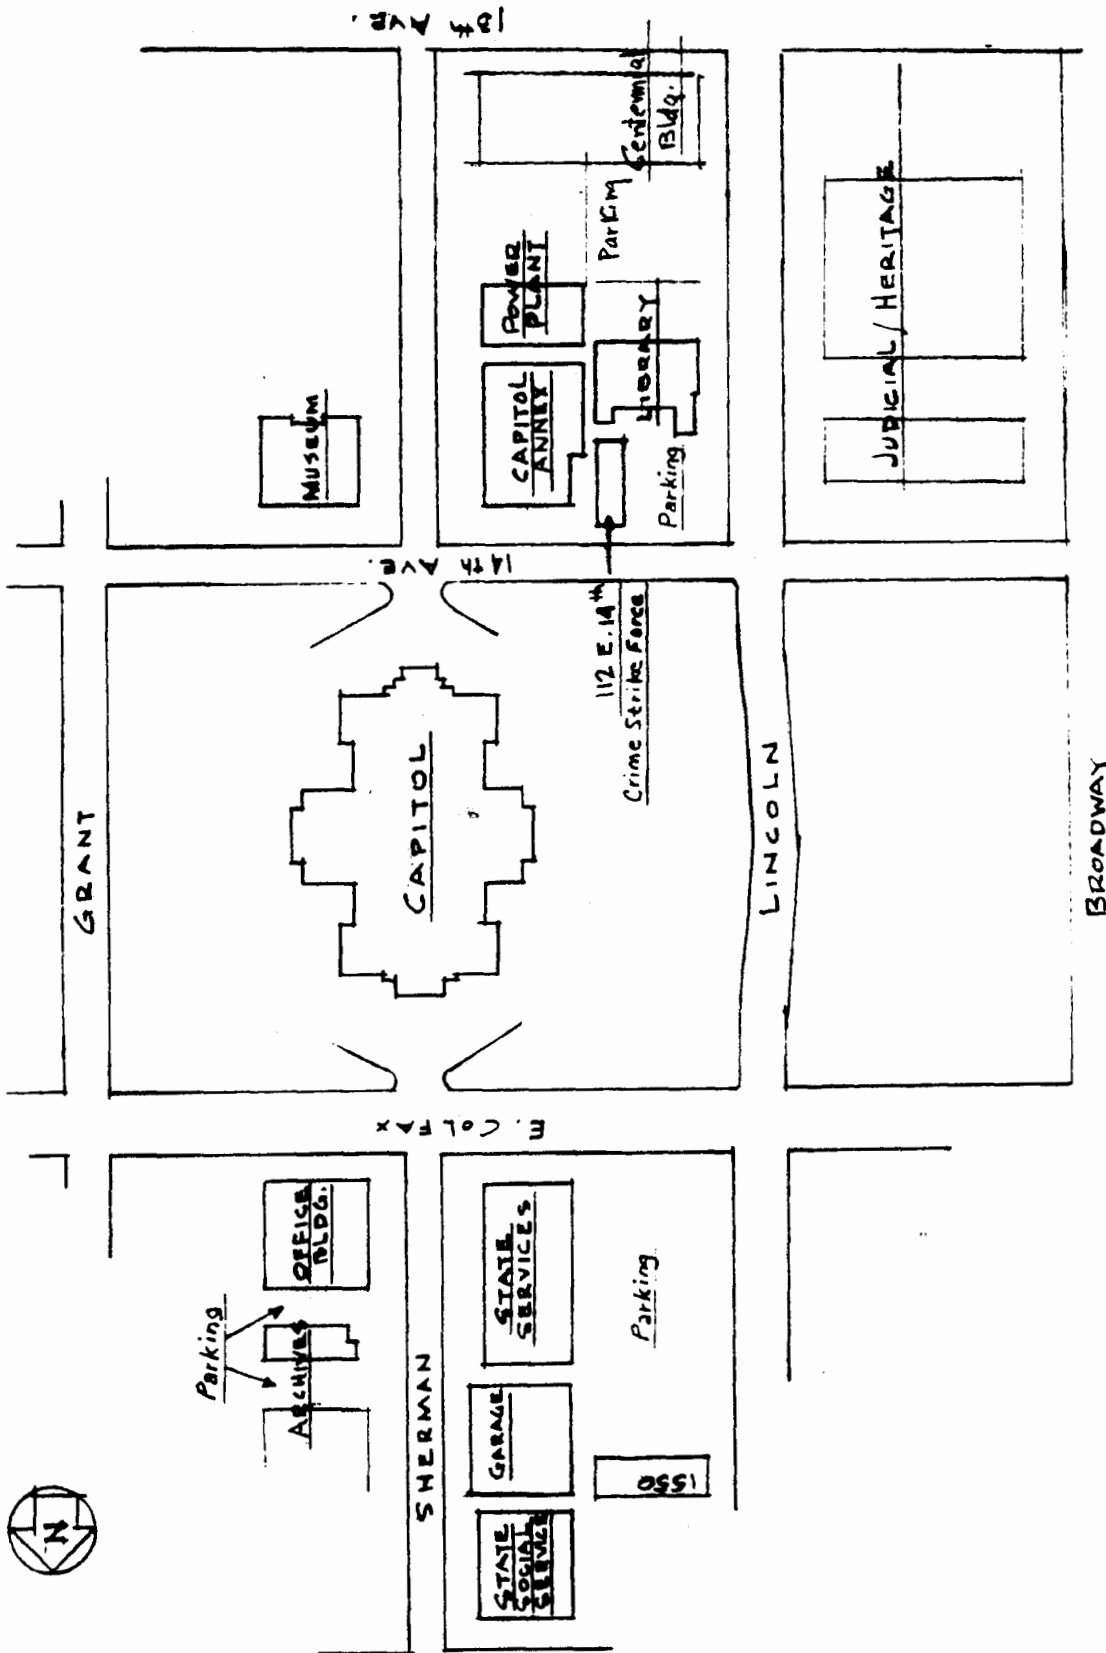 N
GRANT
Parking
ARCHIVES
OFFICE
BLDG.
CAPITOL
MUSEUM
SHERMAN
E. COLFAX
14th AVE.
13th AVE.
STATE
SOCIAL
SERVICE
GARAGE
STATE
SERVICES
1550
Parking
112 E. 14th
Crime Strike Force
CAPITOL
ANNEX
POWER
PLANT
LIBRARY
Parking
Parking
Centennial
Bldg.
LINCOLN
JUDICIAL / HERITAGE
BROADWAY